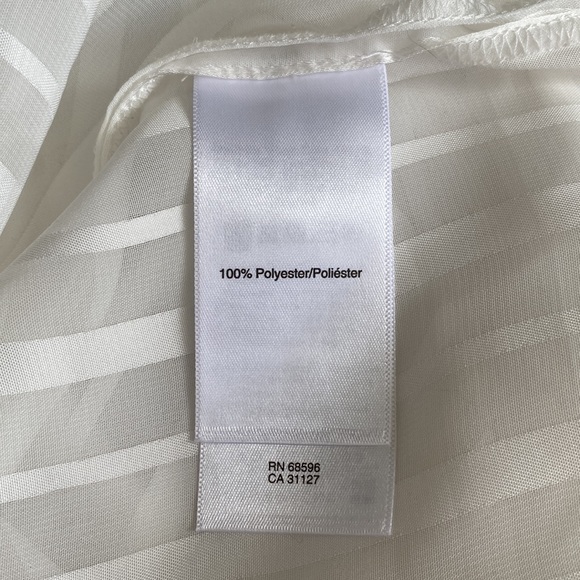 100% Polyester/Poliéster
RN 68596
CA 31127